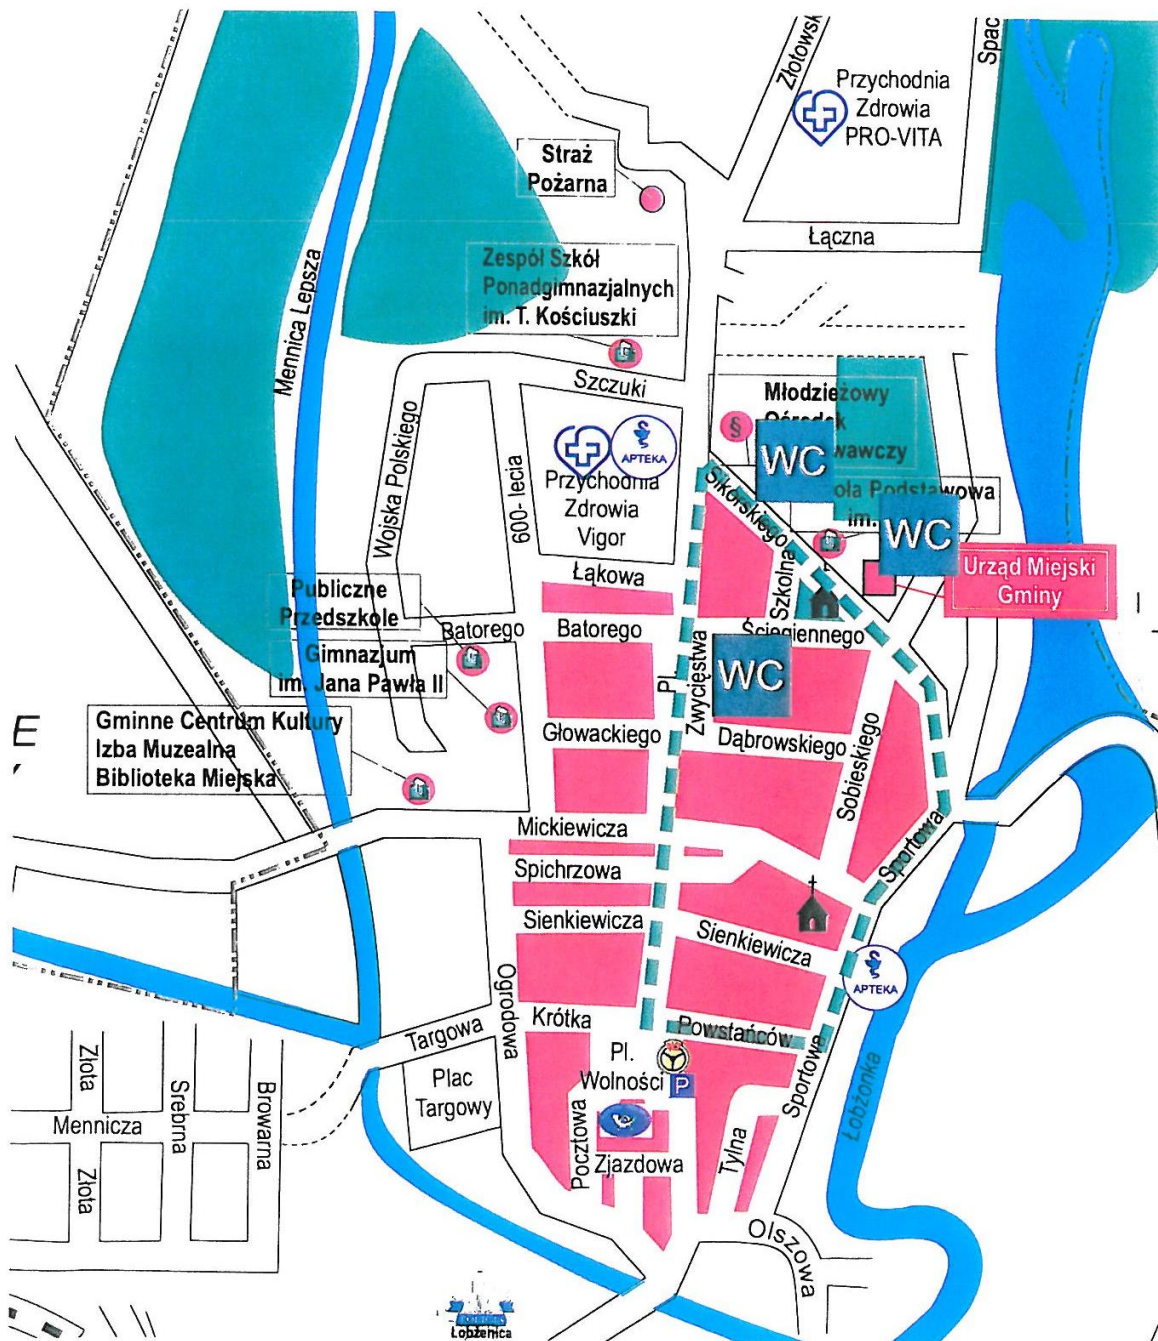 Złotowsk
Spac
Przychodnia
Zdrowia
PRO-VITA
Straż
Pożarna
Łączna
Zespół Szkół
Ponadgimnazjalnych
im. T. Kościuszki
Mennica Lepsza
Szczuki
Młodzieżowy
Ośrodek
wawczy
§
WC
Wojska Polskiego
600- lecia
APTEKA
Przychodnia
Zdrowia
Vigor
Sikorskiego
oła Podstawowa
im.
WC
Urząd Miejski
Gminy
Łąkowa
Szkolna
Publiczne
Przedszkole
Batorego
Batorego
Ściegiennego
Gimnazjum
im. Jana Pawła II
Pl.
Zwycięstwa
WC
Gminne Centrum Kultury
Izba Muzealna
Biblioteka Miejska
E
Głowackiego
Dąbrowskiego
Sobieskiego
Mickiewicza
Sportowa
Spichrzowa
Sienkiewicza
Sienkiewicza
APTEKA
Ogrodowa
Krótka
Powstańców
Targowa
Pl.
Wolności
P
Sportowa
Łobżonka
Plac
Targowy
Złota
Srebrna
Browarna
Mennicza
Złota
Pocztowa
Zjazdowa
Tylna
Olszowa
Łobżenica